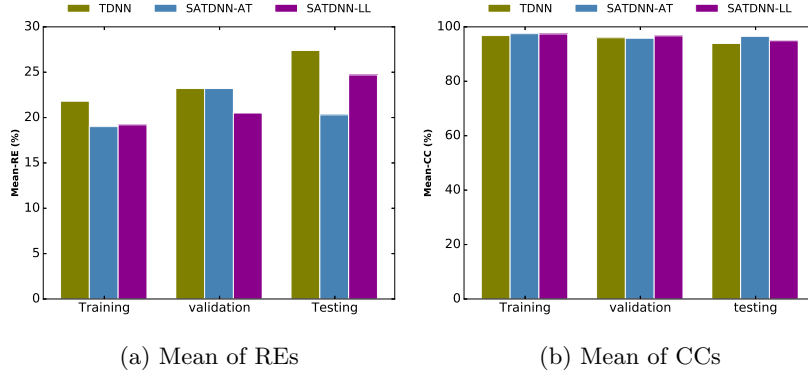 TDNN SATDNN-AT SATDNN-LL
30
25
20
15
10
5
0
Mean-RE (%)
Training validation Testing
(a) Mean of REs
TDNN SATDNN-AT SATDNN-LL
100
80
60
40
20
0
Mean-CC (%)
Training validation testing
(b) Mean of CCs